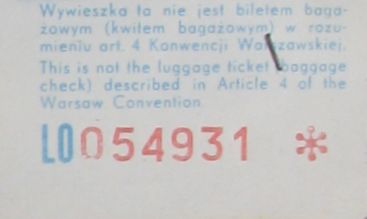 Wywieszka ta nie jest biletem baga-
żowym (kwitem bagażowym) w rozu-
mieniu art. 4 Konwencji Warszawskiej.
This is not the luggage ticket (baggage
check) described in Article 4 of the
Warsaw Convention.
LO0054931 *